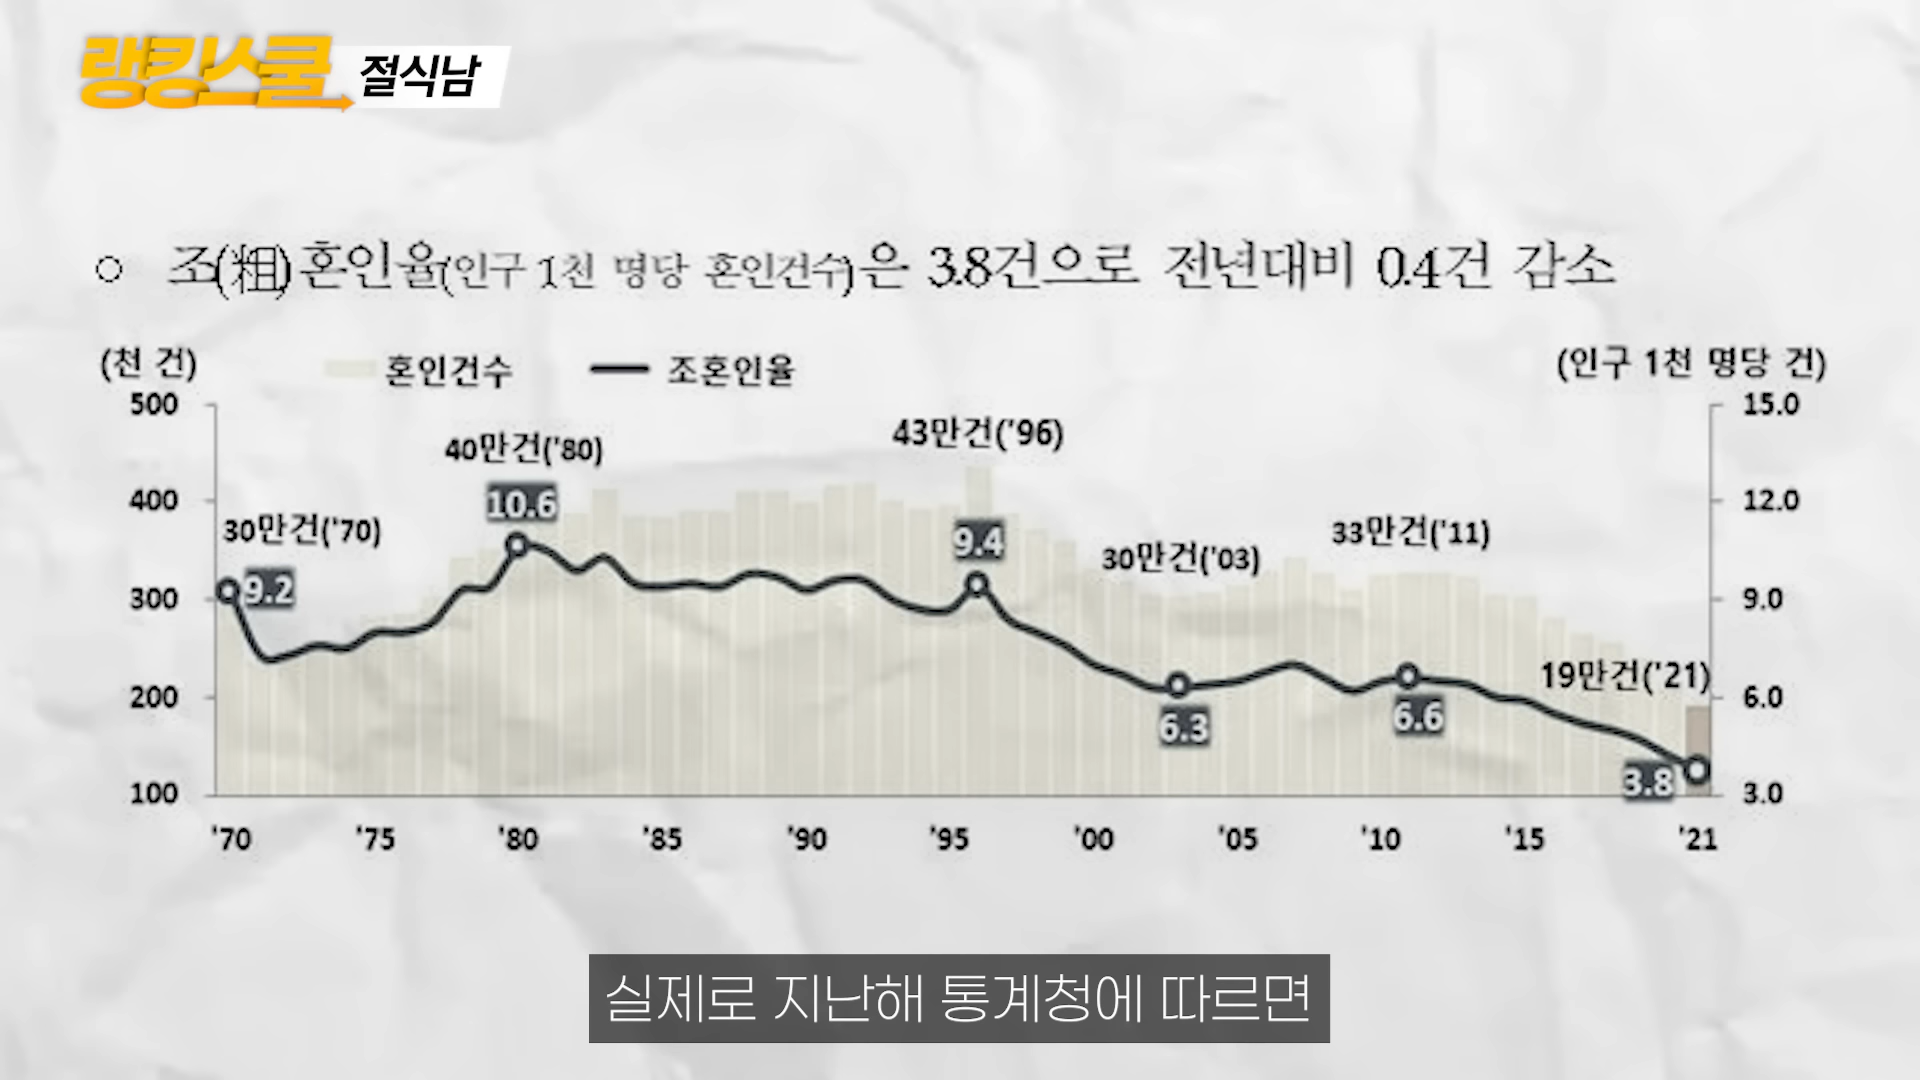 랭킹스쿨 절식남
○ 조(粗)혼인율(인구 1천 명당 혼인건수)은 3.8건으로 전년대비 0.4건 감소
(천 건) 혼인건수 조혼인율 (인구 1천 명당 건)
500 15.0
43만건('96)
40만건('80)
400 10.6 12.0
30만건('70) 33만건('11)
9.4 30만건('03)
300 9.2 9.0
19만건('21)
200 6.0
6.3 6.6
3.8
100 3.0
'70 '75 '80 '85 '90 '95 '00 '05 '10 '15 '21
실제로 지난해 통계청에 따르면